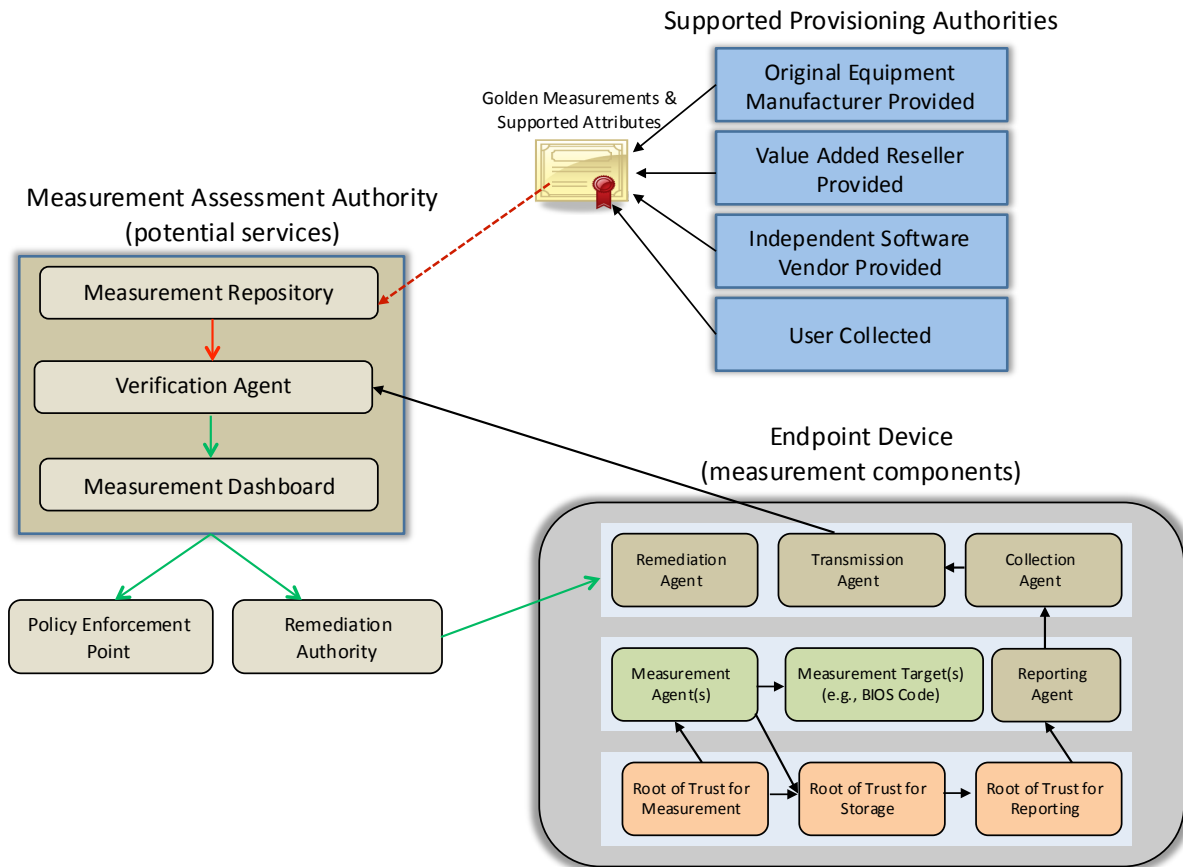 Supported Provisioning Authorities
Original Equipment
Manufacturer Provided
Golden Measurements &
Supported Attributes
Value Added Reseller
Provided
Independent Software
Vendor Provided
User Collected
Measurement Assessment Authority
(potential services)
Measurement Repository
Verification Agent
Measurement Dashboard
Policy Enforcement
Point
Remediation
Authority
Endpoint Device
(measurement components)
Remediation
Agent
Transmission
Agent
Collection
Agent
Measurement
Agent(s)
Measurement Target(s)
(e.g., BIOS Code)
Reporting
Agent
Root of Trust for
Measurement
Root of Trust for
Storage
Root of Trust for
Reporting